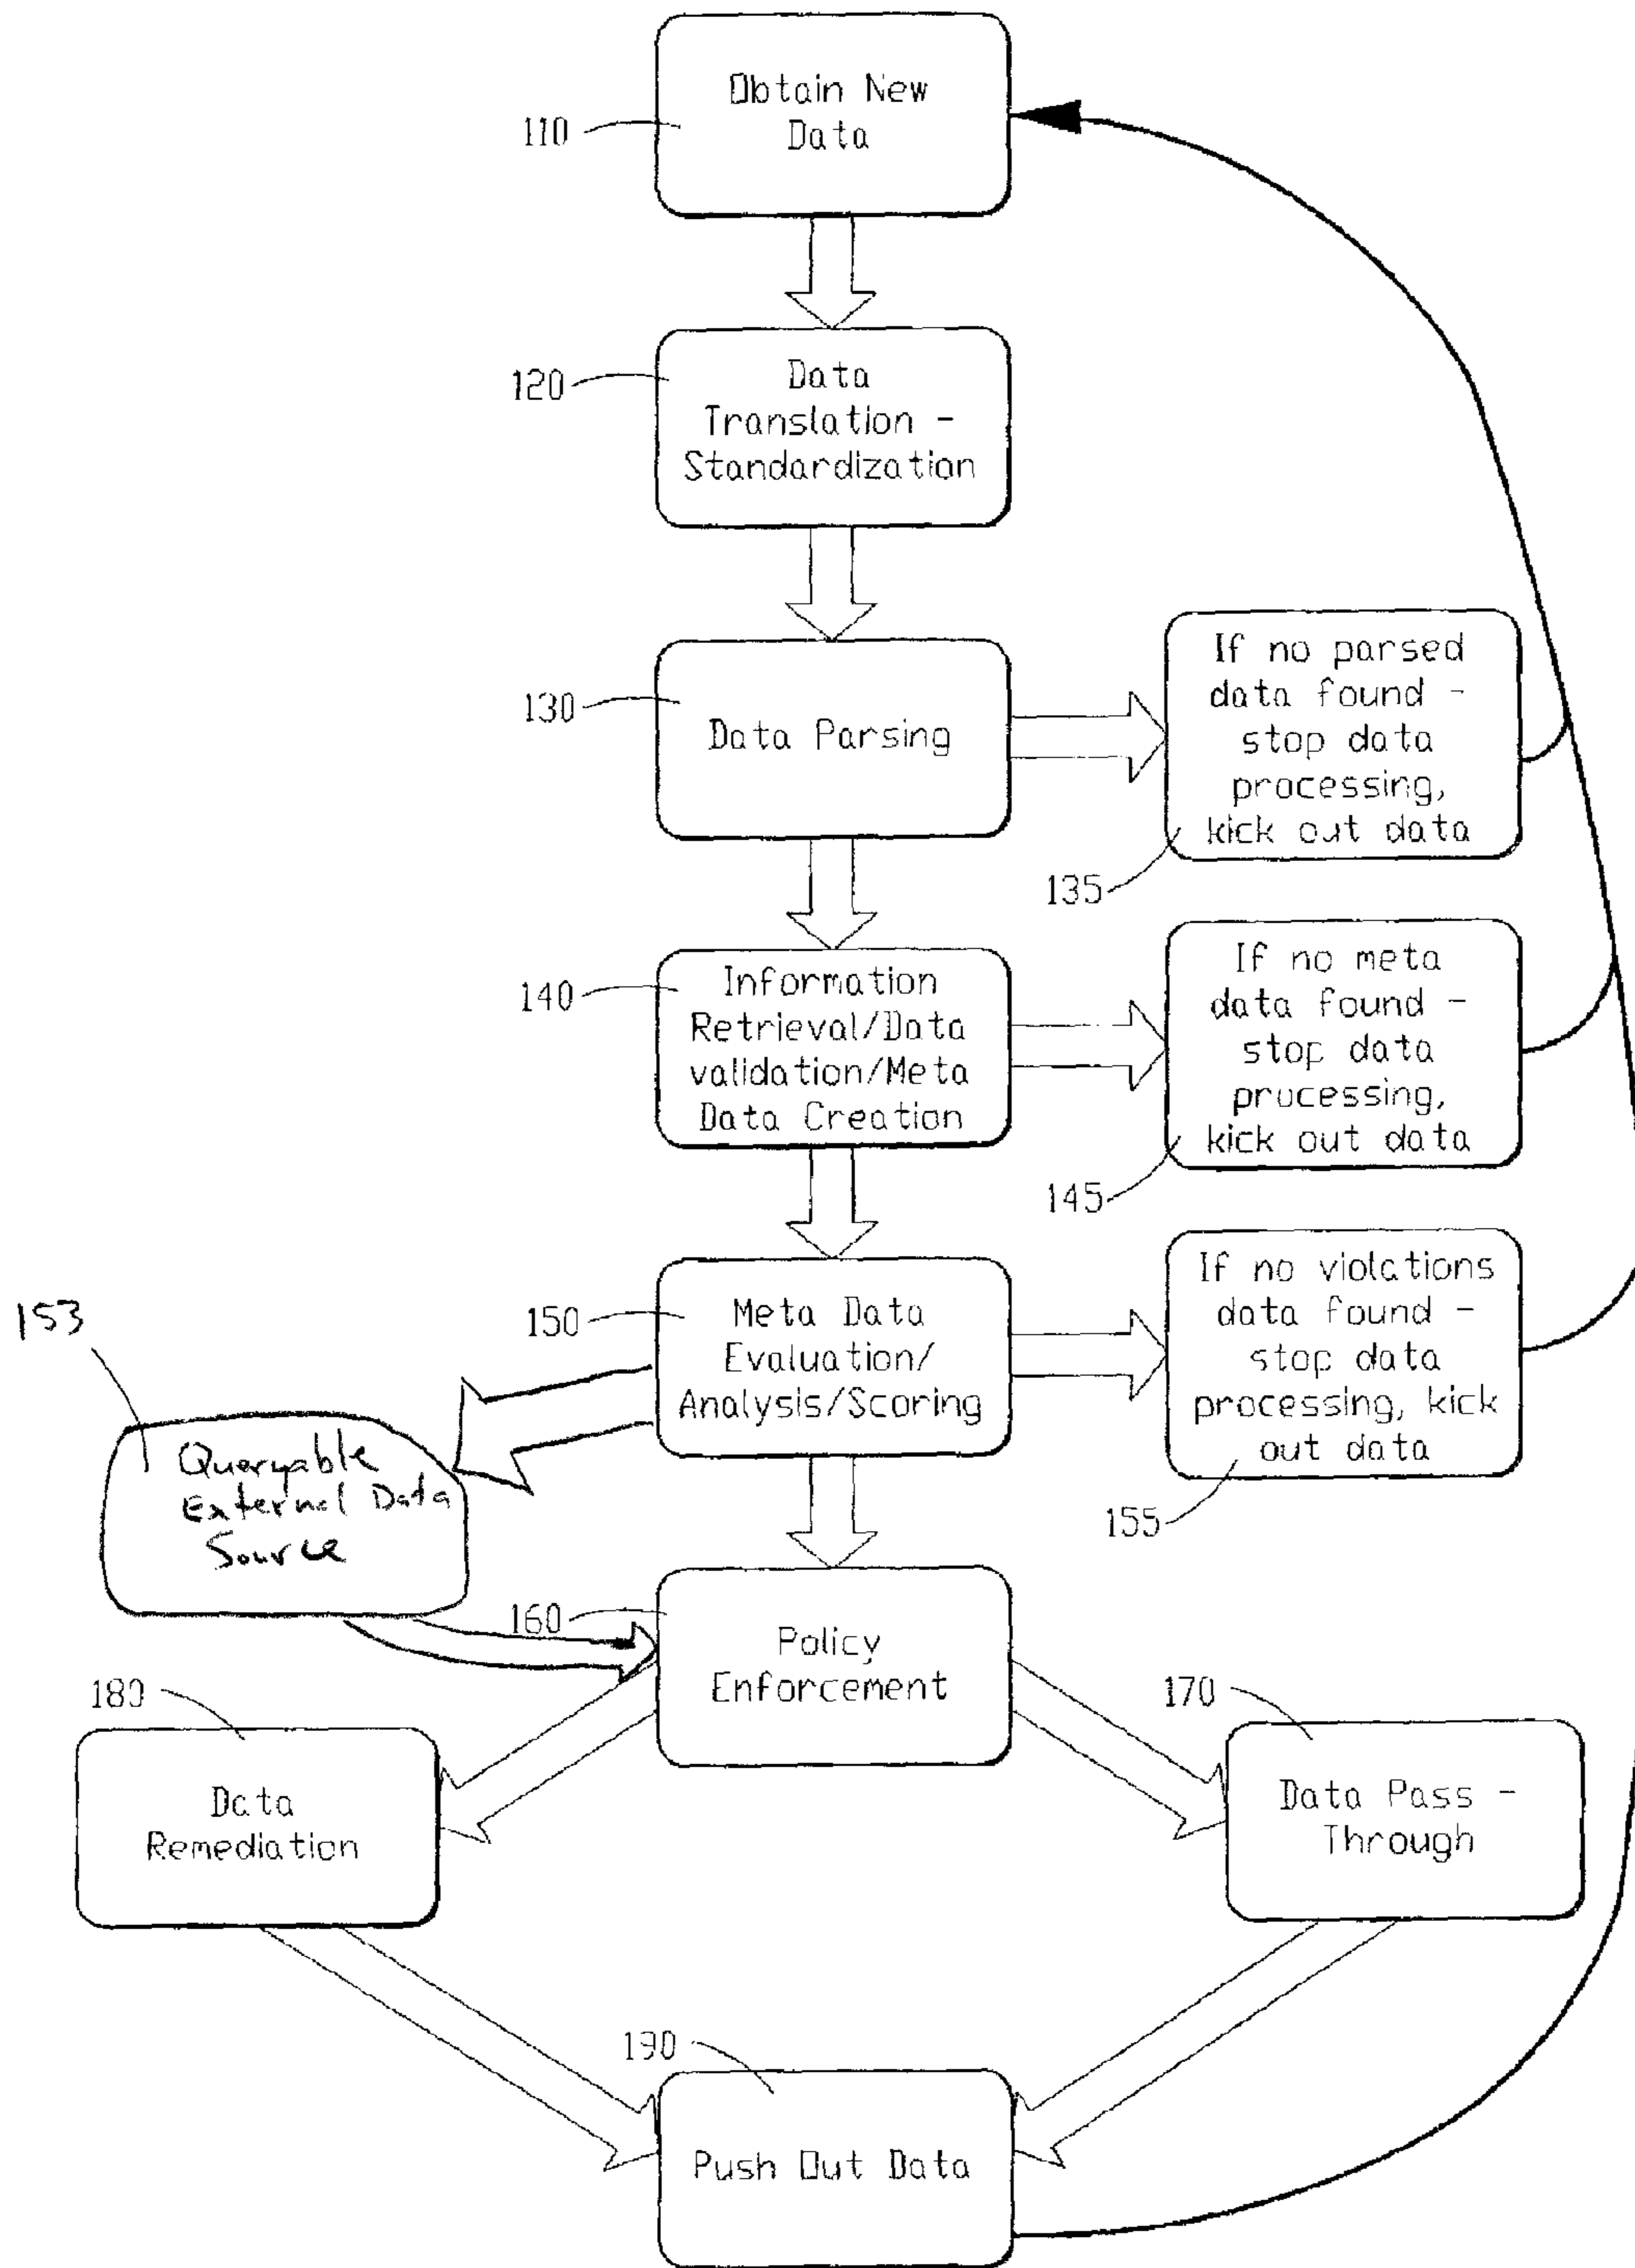 Obtain New
Data
110
Data
Translation -
Standardization
120
Data Parsing
130
If no parsed
data found -
stop data
processing,
kick out data
135
Information
Retrieval/Data
validation/Meta
Data Creation
140
If no meta
data found -
stop data
processing,
kick out data
145
Meta Data
Evaluation/
Analysis/Scoring
150
If no violations
data found -
stop data
processing, kick
out data
155
153
Queryable
External Data
Source
160
Policy
Enforcement
180
Data
Remediation
170
Data Pass -
Through
190
Push Out Data